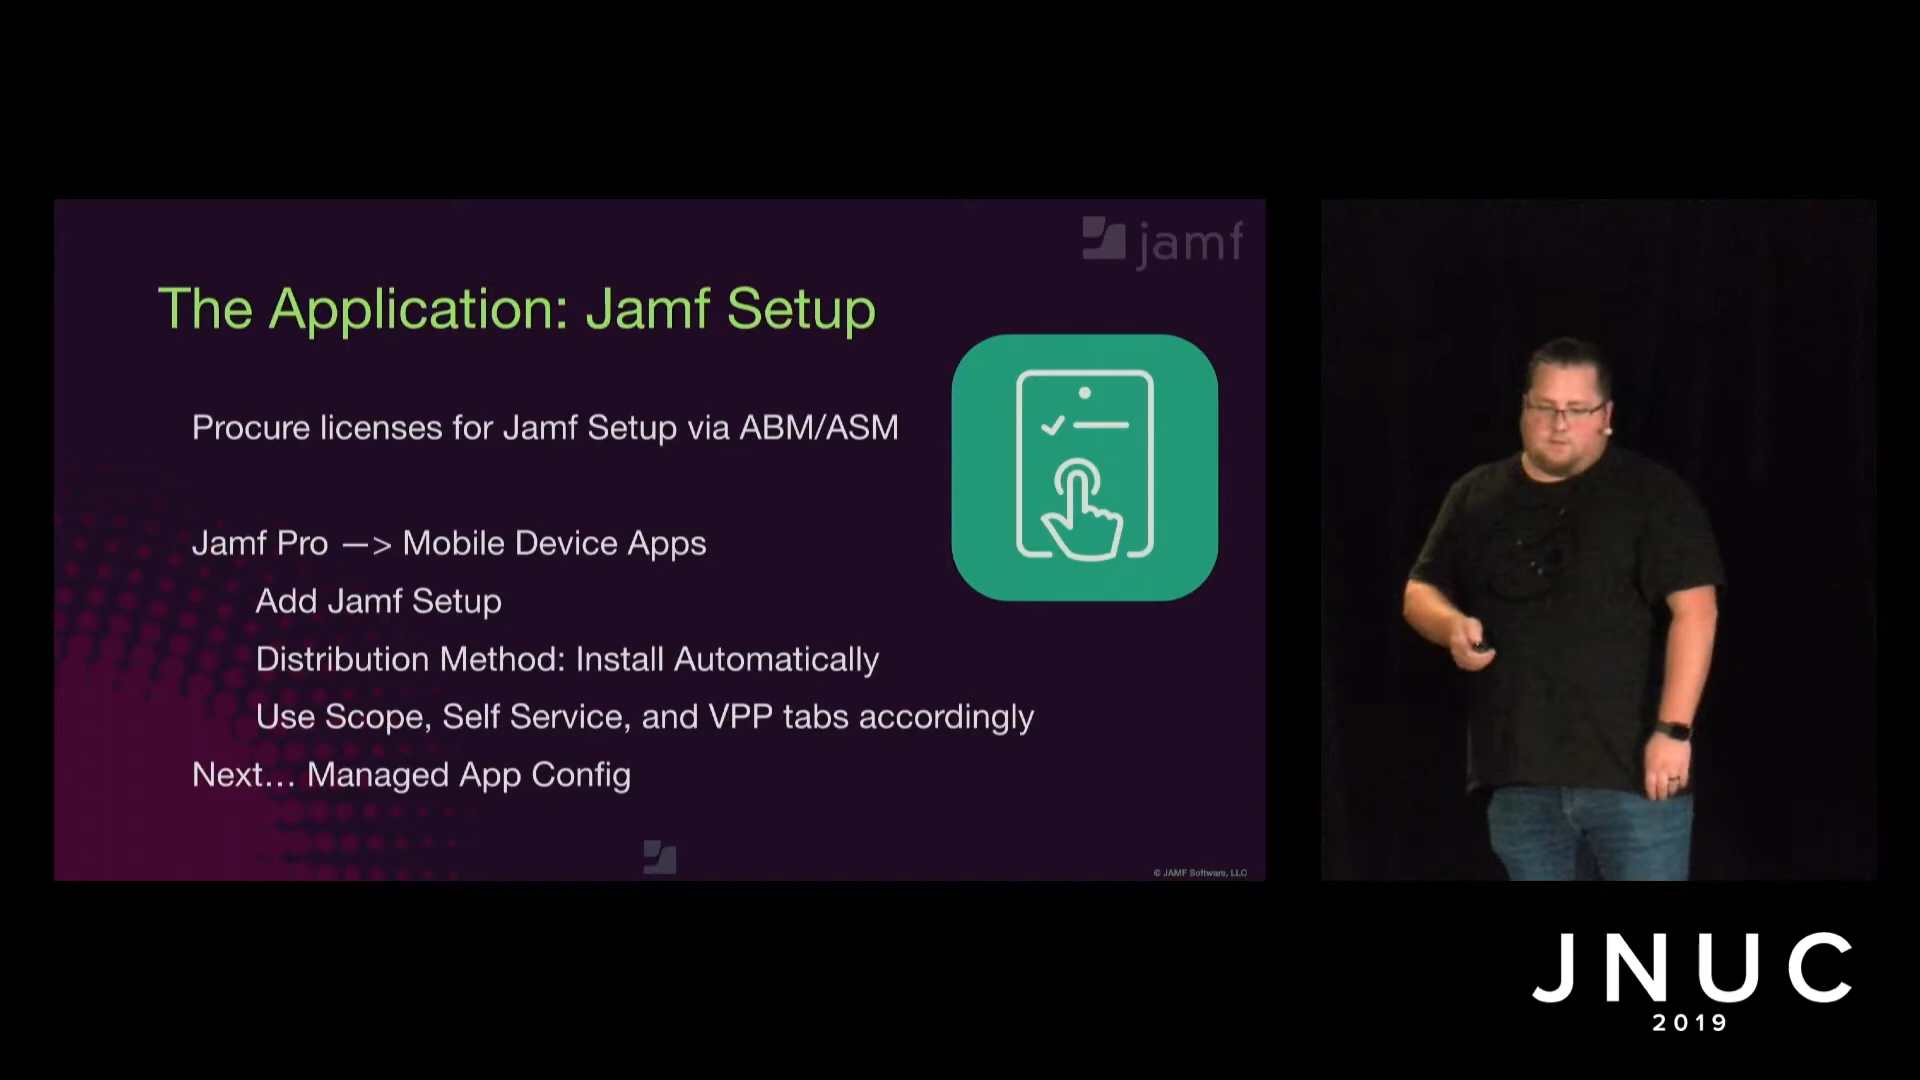 jamf
The Application: Jamf Setup
Procure licenses for Jamf Setup via ABM/ASM
Jamf Pro —> Mobile Device Apps
Add Jamf Setup
Distribution Method: Install Automatically
Use Scope, Self Service, and VPP tabs accordingly
Next… Managed App Config
© JAMF Software, LLC
JNUC
2019